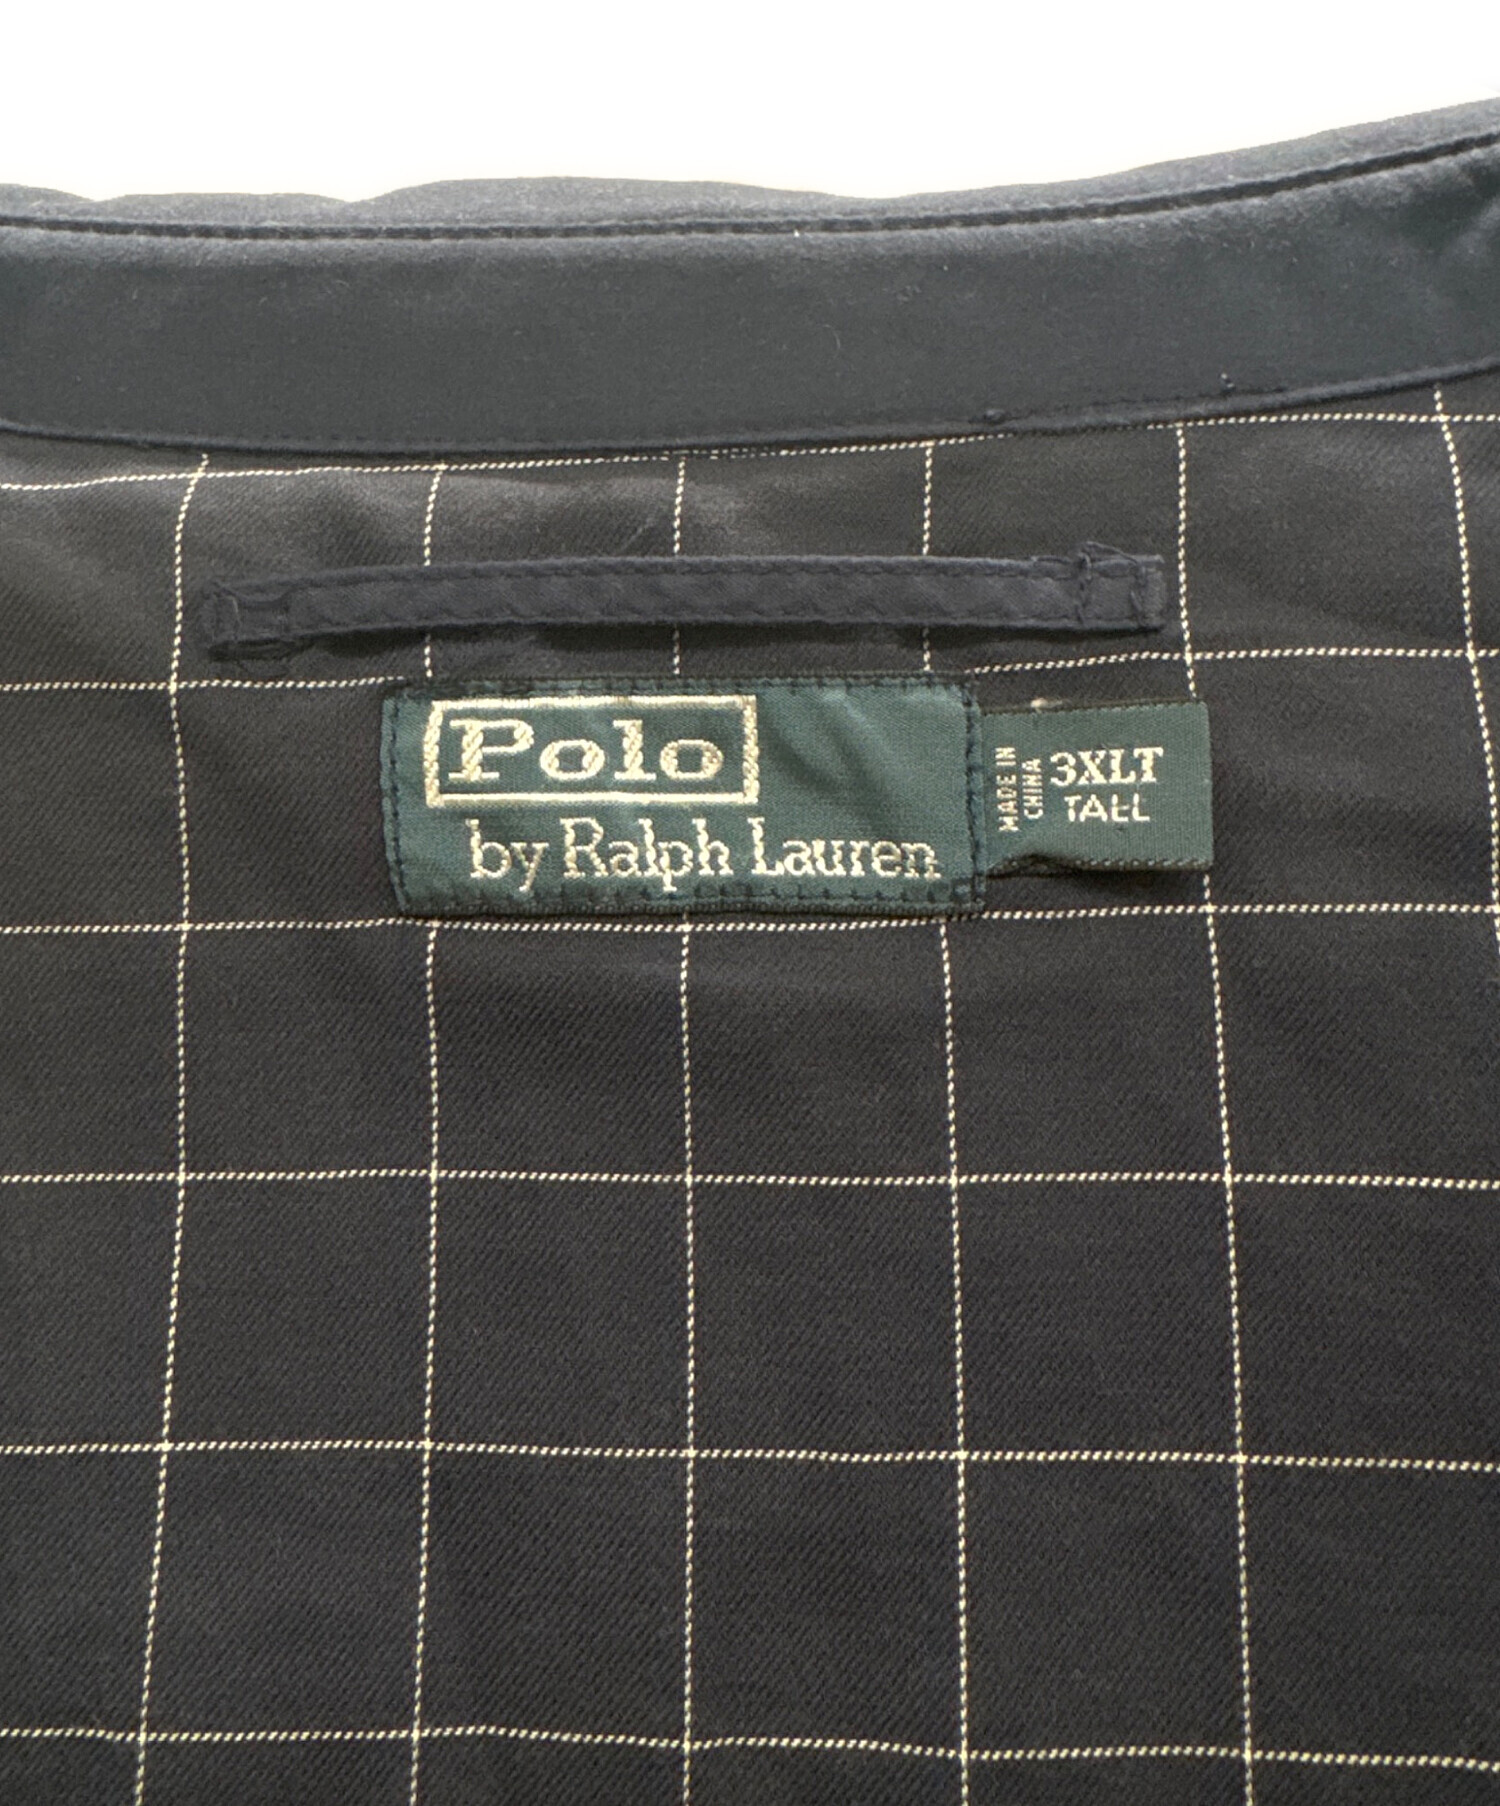 Polo
by Ralph Lauren
MADE IN
CHINA
3XLT
TALL